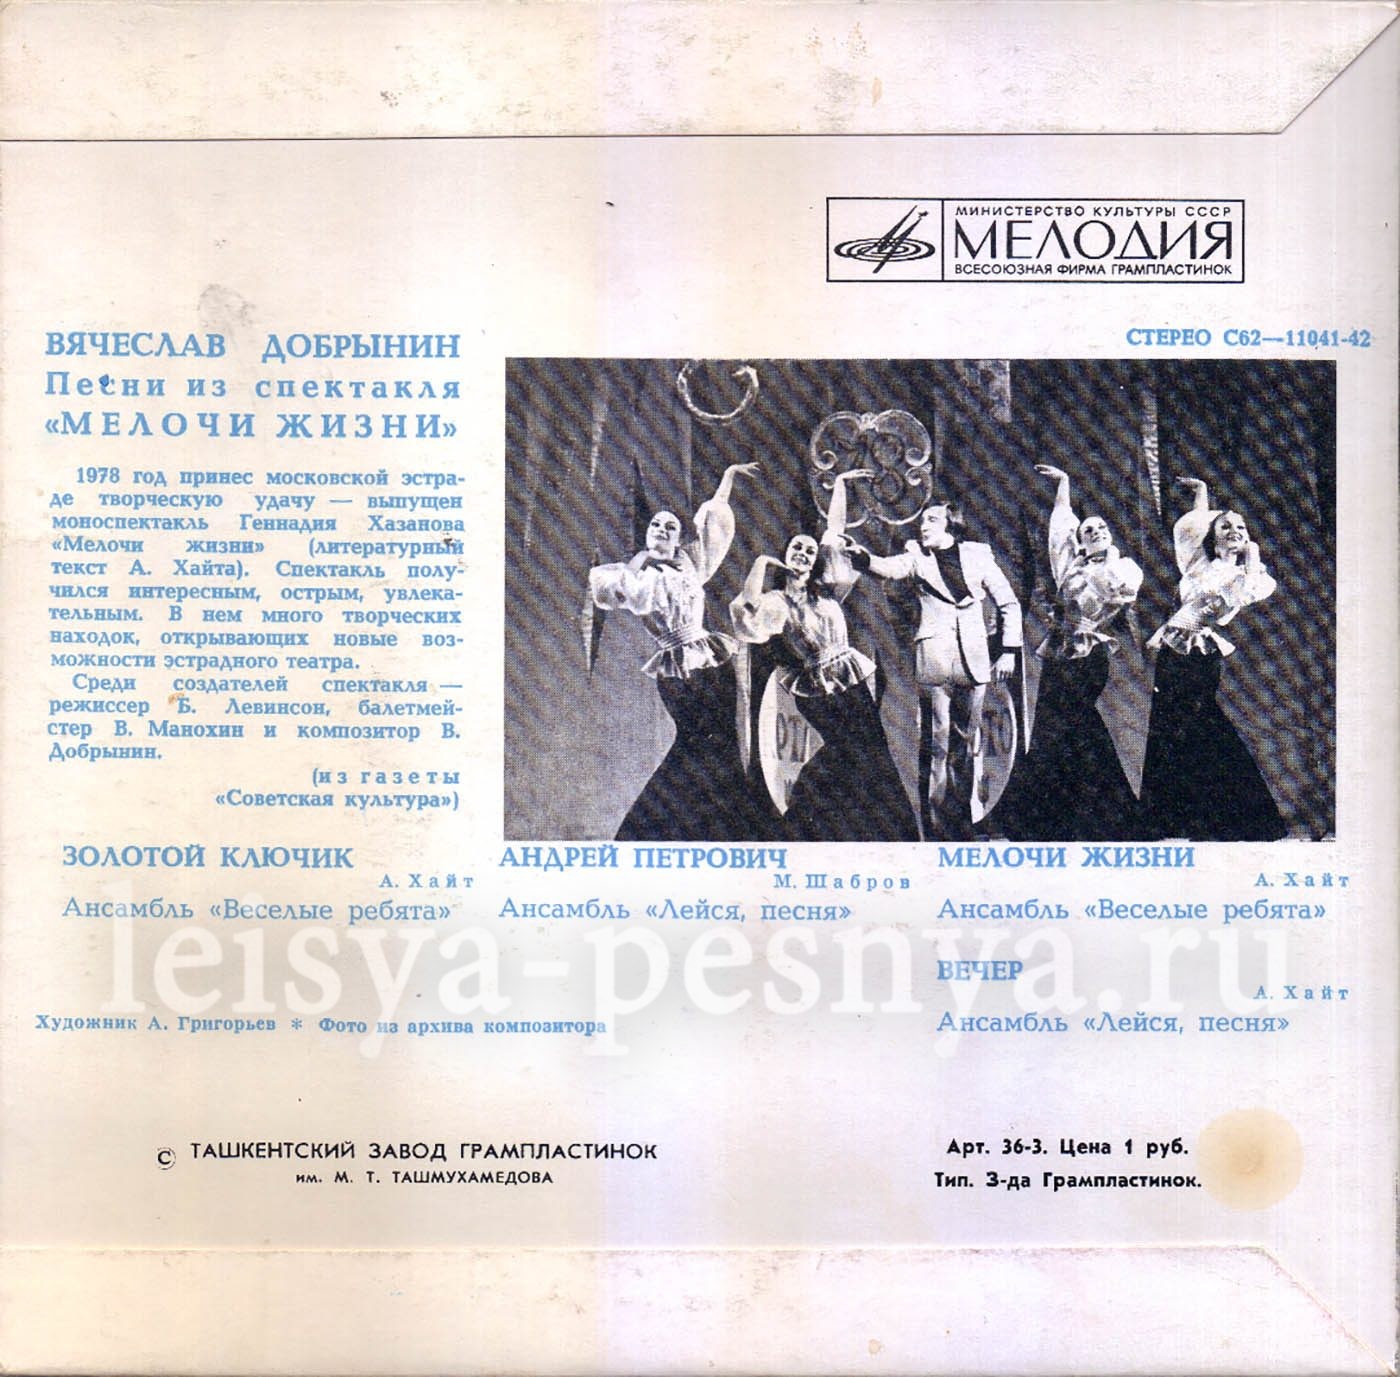 МИНИСТЕРСТВО КУЛЬТУРЫ СССР
МЕЛОДИЯ
ВСЕСОЮЗНАЯ ФИРМА ГРАМПЛАСТИНОК
СТЕРЕО С62—11041-42
ВЯЧЕСЛАВ ДОБРЫНИН
Песни из спектакля
«МЕЛОЧИ ЖИЗНИ»
1978 год принес московской эстра-
де творческую удачу — выпущен
моноспектакль Геннадия Хазанова
«Мелочи жизни» (литературный
текст А. Хайта). Спектакль полу-
чился интересным, острым, увлека-
тельным. В нем много творческих
находок, открывающих новые воз-
можности эстрадного театра.
Среди создателей спектакля —
режиссер Б. Левинсон, балетмей-
стер В. Манохин и композитор В.
Добрынин.
(из газеты
«Советская культура»)
78
ЗОЛОТОЙ КЛЮЧИК
А. Хайт
Ансамбль «Веселые ребята»
АНДРЕЙ ПЕТРОВИЧ
М. Шабров
Ансамбль «Лейся, песня»
МЕЛОЧИ ЖИЗНИ
А. Хайт
Ансамбль «Веселые ребята»
ВЕЧЕР
А. Хайт
Ансамбль «Лейся, песня»
leisya-pesnya.ru
Художник А. Григорьев * Фото из архива композитора
© ТАШКЕНТСКИЙ ЗАВОД ГРАМПЛАСТИНОК
им. М. Т. ТАШМУХАМЕДОВА
Арт. 36-3. Цена 1 руб.
Тип. З-да Грампластинок.